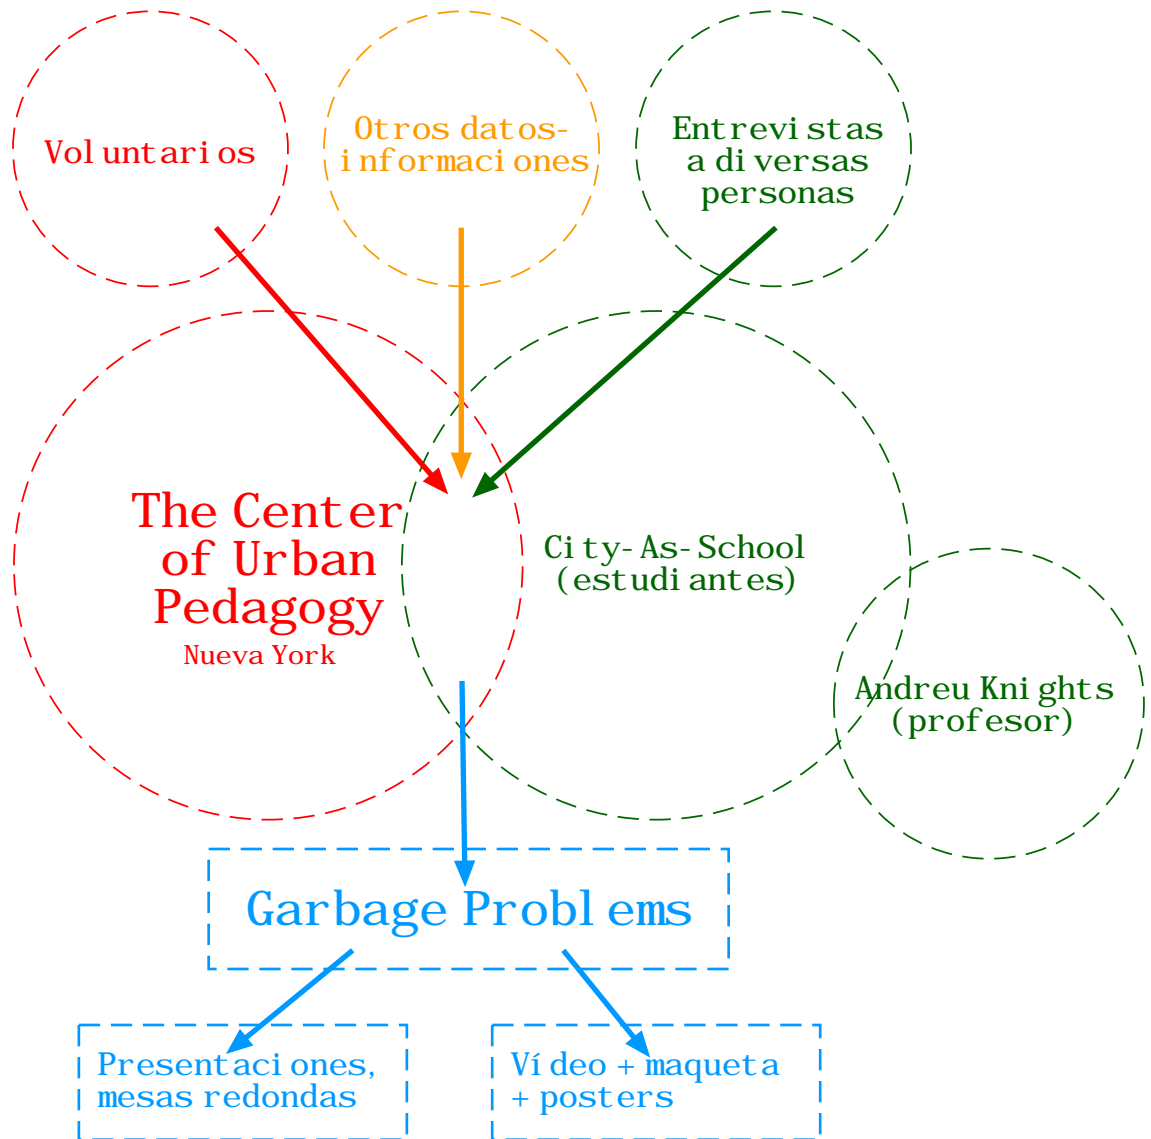 Voluntarios
Otros datos-
informaciones
Entrevistas
a diversas
personas
The Center
of Urban
Pedagogy
Nueva York
City-As-School
(estudiantes)
Andreu Knights
(profesor)
Garbage Problems
Presentaciones,
mesas redondas
Vídeo + maqueta
+ posters